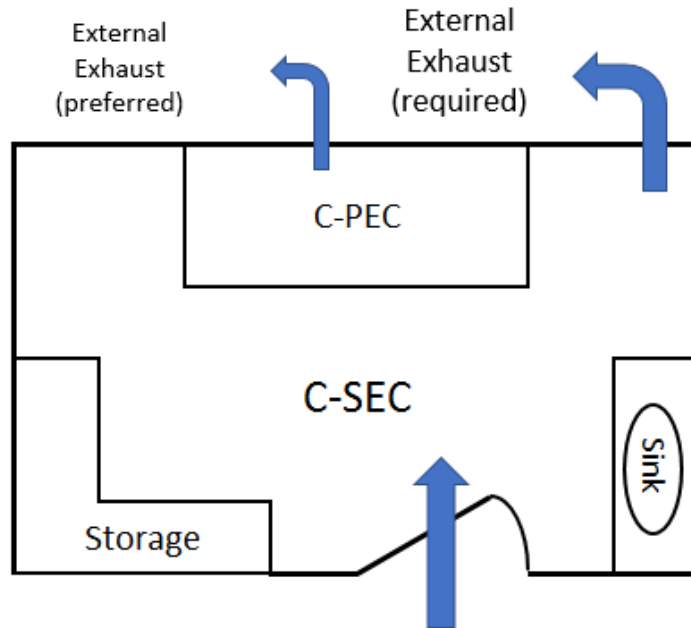 External
Exhaust
(preferred)
External
Exhaust
(required)
C-PEC
C-SEC
Sink
Storage